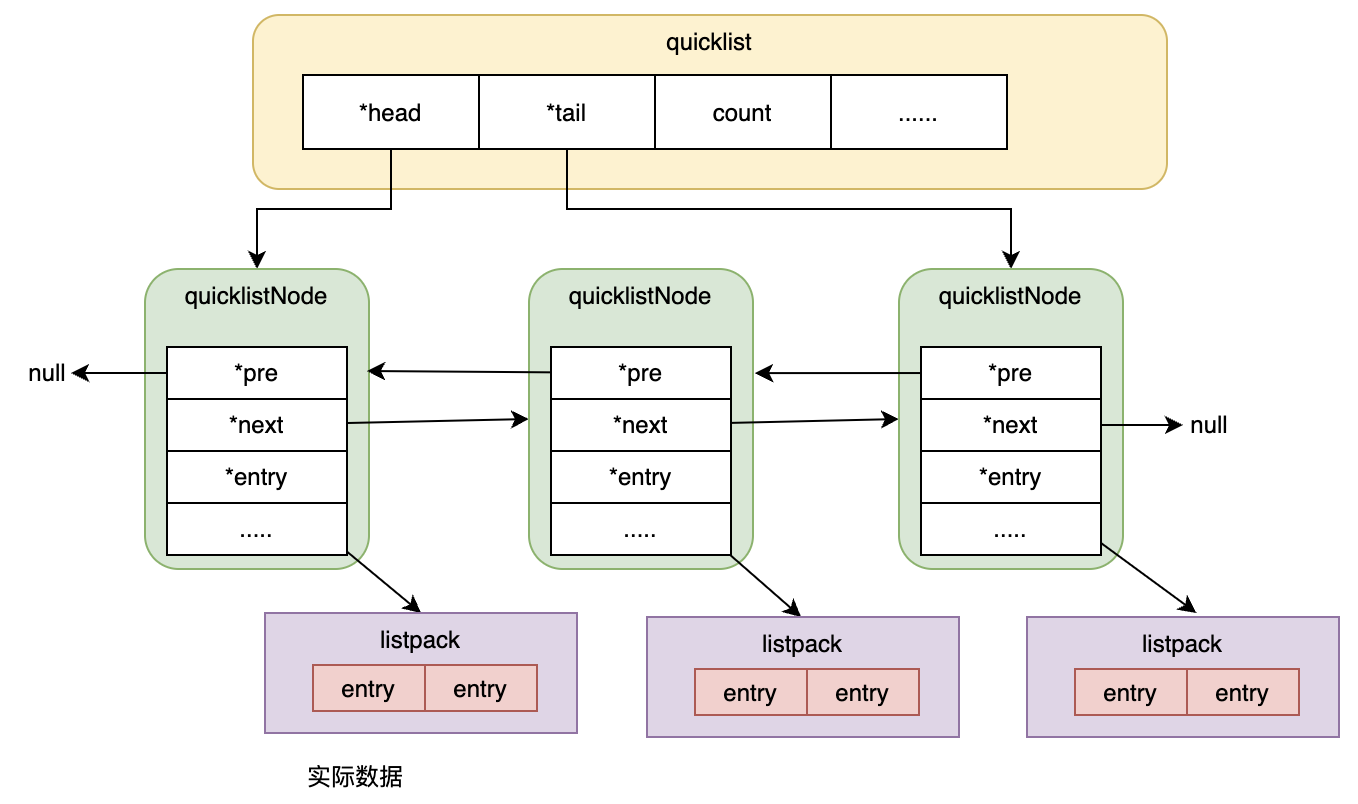 quicklist
*head
*tail
count
......
quicklistNode
quicklistNode
quicklistNode
null
*pre
*pre
*pre
*next
*next
*next
null
*entry
*entry
*entry
.....
.....
.....
listpack
listpack
listpack
entry
entry
entry
entry
entry
entry
实际数据